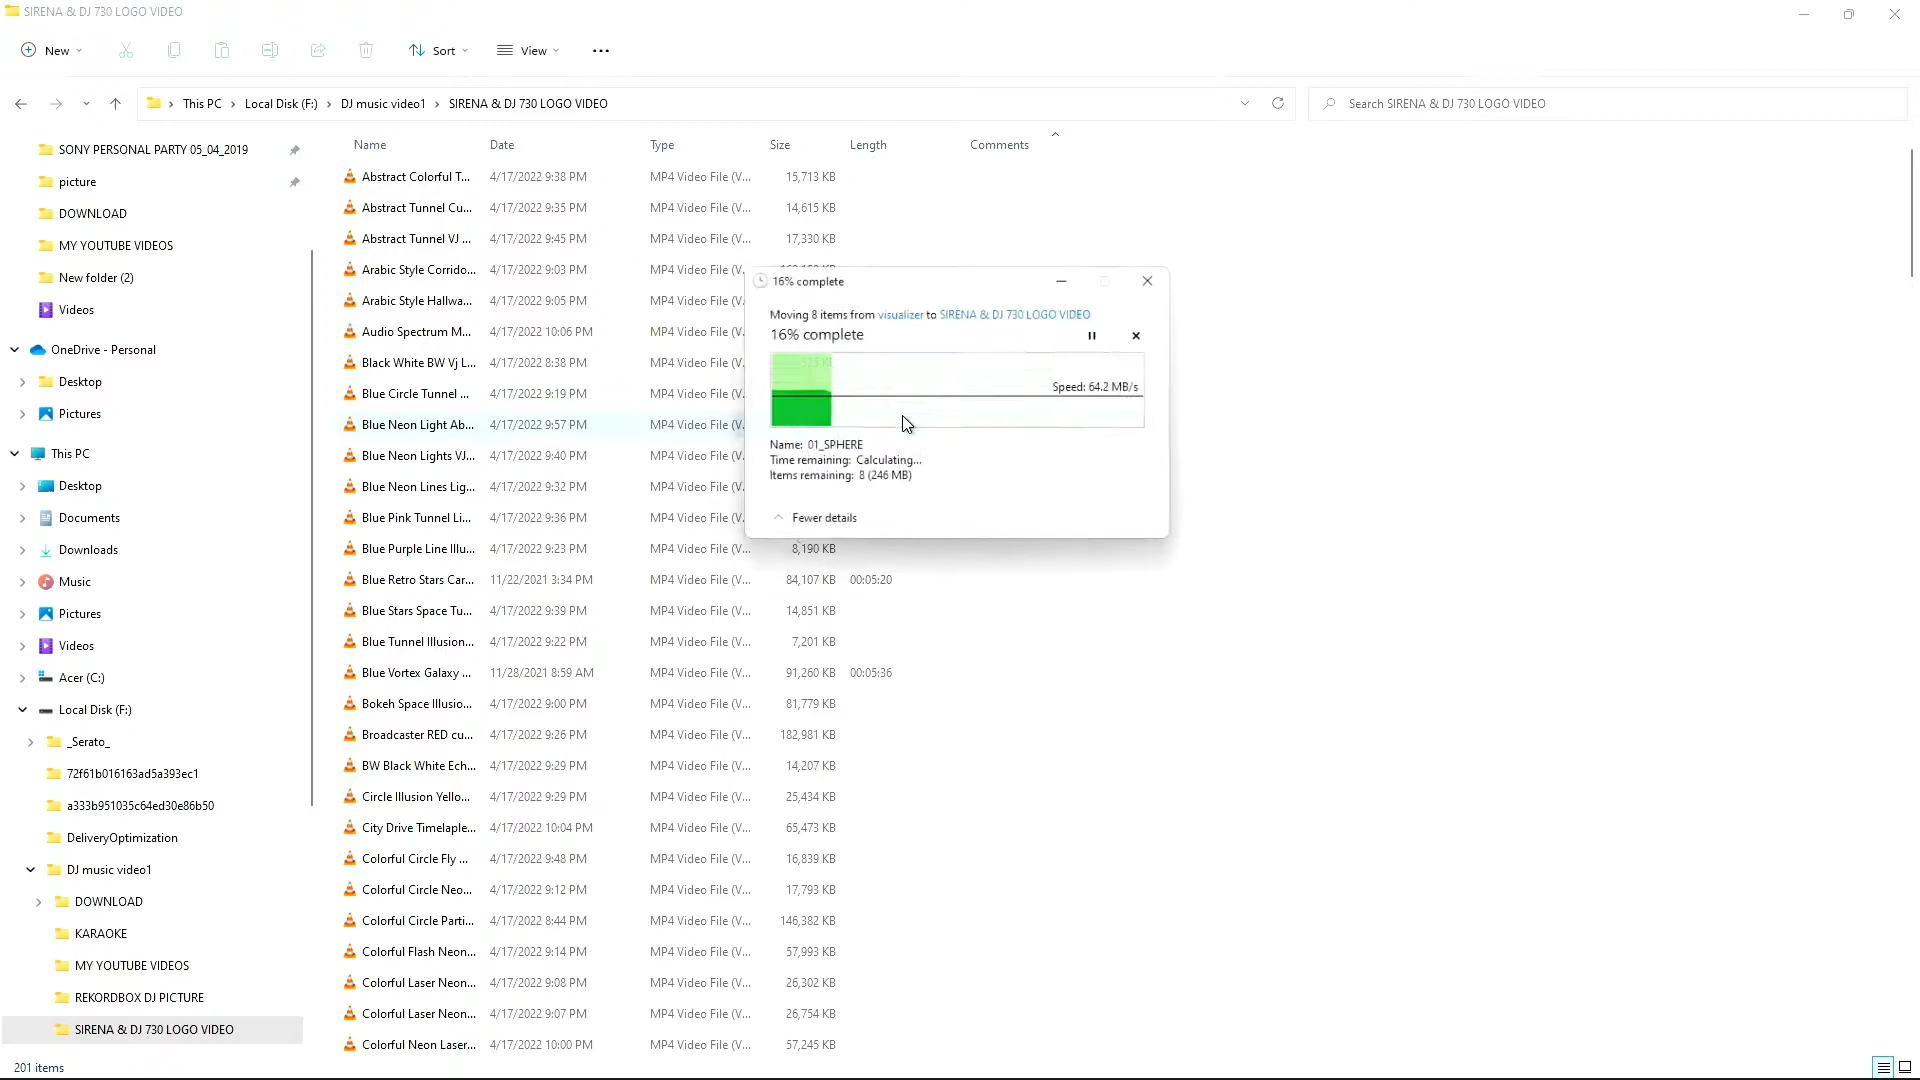 SIRENA & DJ 730 LOGO VIDEO
New
Sort
View
This PC > Local Disk (F:) > DJ music video1 > SIRENA & DJ 730 LOGO VIDEO
Search SIRENA & DJ 730 LOGO VIDEO
SONY PERSONAL PARTY 05_04_2019
picture
DOWNLOAD
MY YOUTUBE VIDEOS
New folder (2)
Videos
OneDrive - Personal
Desktop
Pictures
This PC
Desktop
Documents
Downloads
Music
Pictures
Videos
Acer (C:)
Local Disk (F:)
_Serato_
72f61b016163ad5a393ec1
a333b951035c64ed30e86b50
DeliveryOptimization
DJ music video1
DOWNLOAD
KARAOKE
MY YOUTUBE VIDEOS
REKORDBOX DJ PICTURE
SIRENA & DJ 730 LOGO VIDEO
Name Date Type Size Length Comments
Abstract Colorful T... 4/17/2022 9:38 PM MP4 Video File (V... 15,713 KB
Abstract Tunnel Cu... 4/17/2022 9:35 PM MP4 Video File (V... 14,615 KB
Abstract Tunnel VJ ... 4/17/2022 9:45 PM MP4 Video File (V... 17,330 KB
Arabic Style Corrido... 4/17/2022 9:03 PM MP4 Video File (V...
Arabic Style Hallwa... 4/17/2022 9:05 PM MP4 Video File (V...
Audio Spectrum M... 4/17/2022 10:06 PM MP4 Video File (V...
Black White BW Vj L... 4/17/2022 8:38 PM MP4 Video File (V...
Blue Circle Tunnel ... 4/17/2022 9:19 PM MP4 Video File (V...
Blue Neon Light Ab... 4/17/2022 9:57 PM MP4 Video File (V...
Blue Neon Lights VJ... 4/17/2022 9:40 PM MP4 Video File (V...
Blue Neon Lines Lig... 4/17/2022 9:32 PM MP4 Video File (V...
Blue Pink Tunnel Li... 4/17/2022 9:36 PM MP4 Video File (V...
Blue Purple Line Illu... 4/17/2022 9:23 PM MP4 Video File (V... 8,190 KB
Blue Retro Stars Car... 11/22/2021 3:34 PM MP4 Video File (V... 84,107 KB 00:05:20
Blue Stars Space Tu... 4/17/2022 9:39 PM MP4 Video File (V... 14,851 KB
Blue Tunnel Illusion... 4/17/2022 9:22 PM MP4 Video File (V... 7,201 KB
Blue Vortex Galaxy ... 11/28/2021 8:59 AM MP4 Video File (V... 91,260 KB 00:05:36
Bokeh Space Illusio... 4/17/2022 9:00 PM MP4 Video File (V... 81,779 KB
Broadcaster RED cu... 4/17/2022 9:26 PM MP4 Video File (V... 182,981 KB
BW Black White Ech... 4/17/2022 9:29 PM MP4 Video File (V... 14,207 KB
Circle Illusion Yello... 4/17/2022 9:29 PM MP4 Video File (V... 25,434 KB
City Drive Timelaple... 4/17/2022 10:04 PM MP4 Video File (V... 65,473 KB
Colorful Circle Fly ... 4/17/2022 9:48 PM MP4 Video File (V... 16,839 KB
Colorful Circle Neo... 4/17/2022 9:12 PM MP4 Video File (V... 17,793 KB
Colorful Circle Parti... 4/17/2022 8:44 PM MP4 Video File (V... 146,382 KB
Colorful Flash Neon... 4/17/2022 9:14 PM MP4 Video File (V... 57,993 KB
Colorful Laser Neon... 4/17/2022 9:08 PM MP4 Video File (V... 26,302 KB
Colorful Laser Neon... 4/17/2022 9:07 PM MP4 Video File (V... 26,754 KB
Colorful Neon Laser... 4/17/2022 10:00 PM MP4 Video File (V... 57,245 KB
16% complete
Moving 8 items from visualizer to SIRENA & DJ 730 LOGO VIDEO
16% complete
Speed: 64.2 MB/s
Name: 01_SPHERE
Time remaining: Calculating...
Items remaining: 8 (246 MB)
Fewer details
201 items